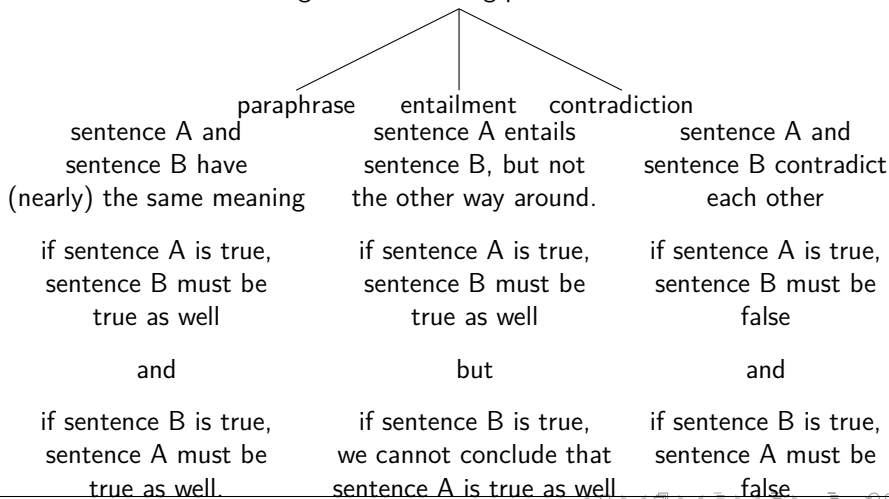 paraphrase entailment contradiction
sentence A and
sentence B have
(nearly) the same meaning
if sentence A is true,
sentence B must be
true as well
and
if sentence B is true,
sentence A must be
true as well.
sentence A entails
sentence B, but not
the other way around.
if sentence A is true,
sentence B must be
true as well
but
if sentence B is true,
we cannot conclude that
sentence A is true as well
sentence A and
sentence B contradict
each other
if sentence A is true,
sentence B must be
false
and
if sentence B is true,
sentence A must be
false